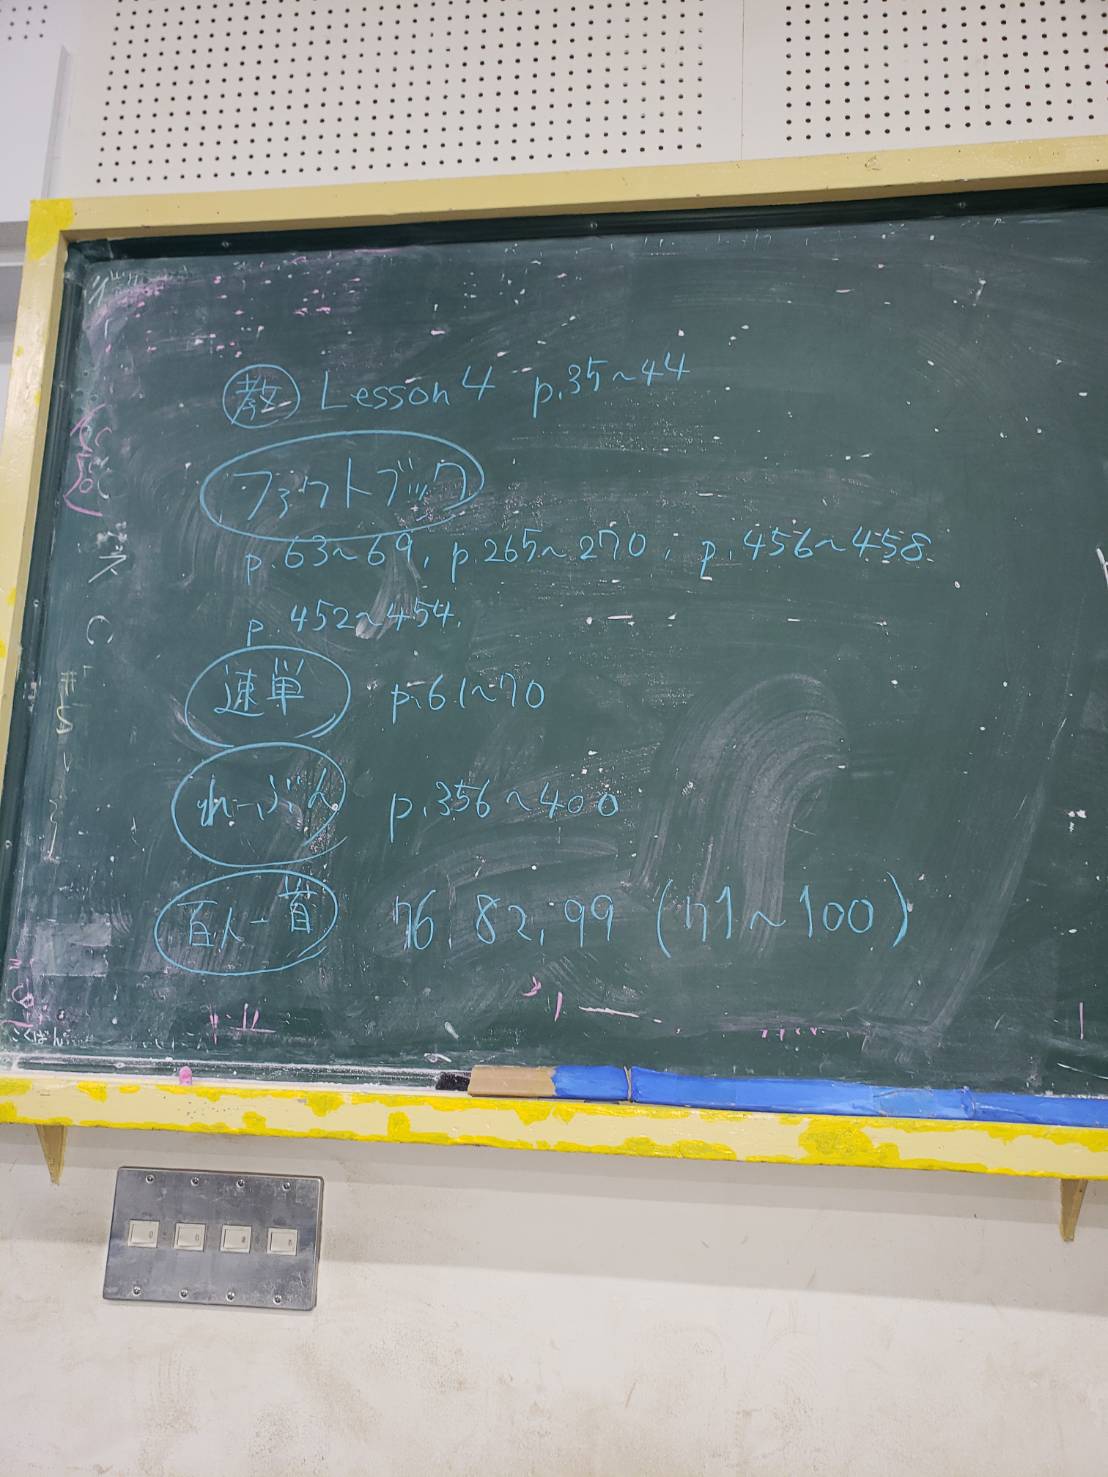 教 Lesson 4 p.35~44
ファクトブック
p.63~69, p.265~270, p.456~458.
p.452~454.
速単 p.61~70
れーぶん p.356~400
百人一首 76, 82, 99 (71~100)